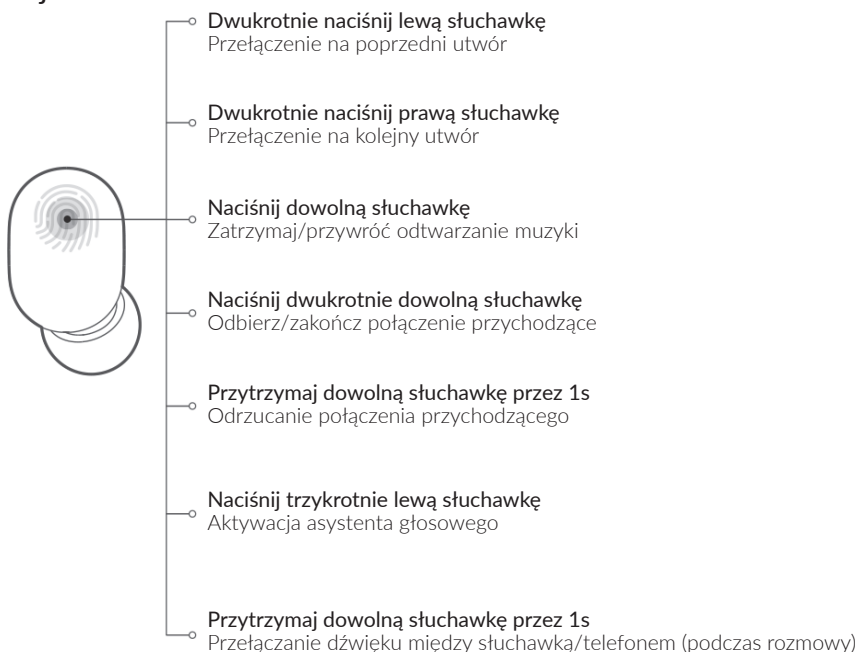 Dwukrotnie naciśnij lewą słuchawkę
Przełączenie na poprzedni utwór
Dwukrotnie naciśnij prawą słuchawkę
Przełączenie na kolejny utwór
Naciśnij dowolną słuchawkę
Zatrzymaj/przywróć odtwarzanie muzyki
Naciśnij dwukrotnie dowolną słuchawkę
Odbierz/zakończ połączenie przychodzące
Przytrzymaj dowolną słuchawkę przez 1s
Odrzucanie połączenia przychodzącego
Naciśnij trzykrotnie lewą słuchawkę
Aktywacja asystenta głosowego
Przytrzymaj dowolną słuchawkę przez 1s
Przełączanie dźwięku między słuchawką/telefonem (podczas rozmowy)